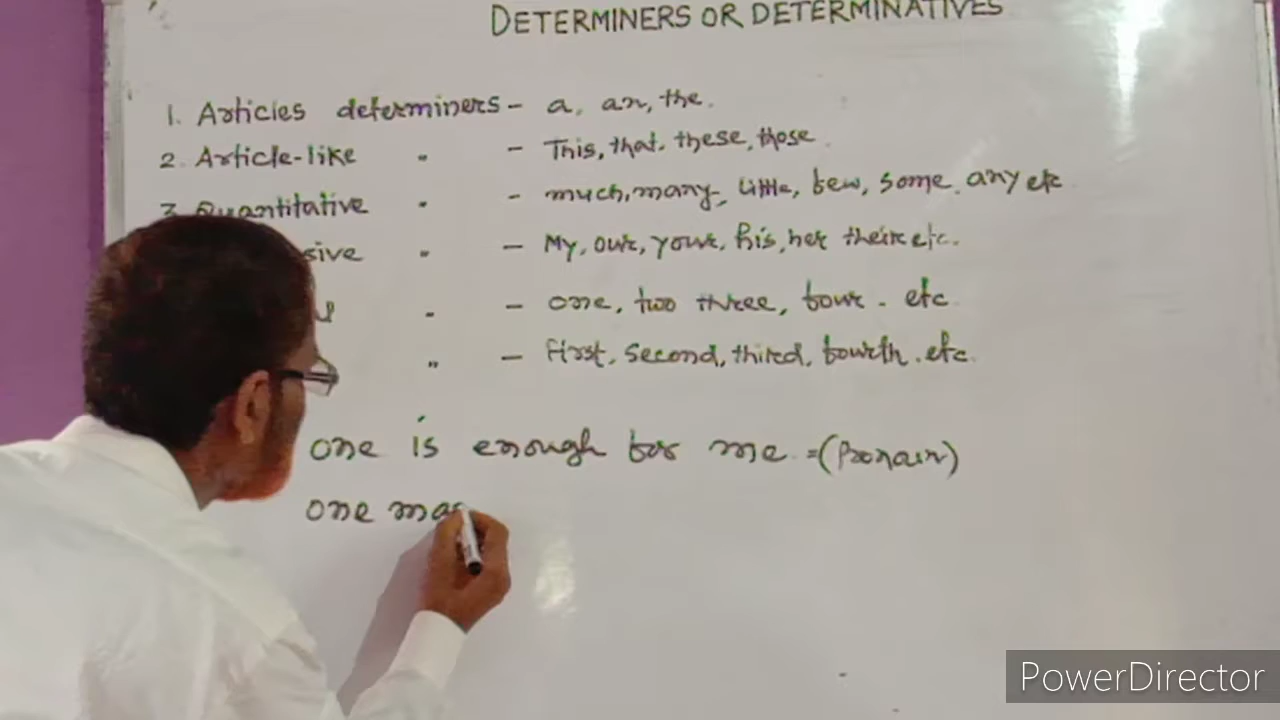 DETERMINERS OR DETERMINATIVES
1. Articles determiners - a, an, the.
2. Article-like " - This, that, these, those.
3. Quantitative " - much, many, little, few, some, any etc
sive " - My, our, your, his, her their etc.
" - one, two three, four. etc
" - First, second, third, fourth. etc.
one is enough for me = (Pronoun)
one ma
PowerDirector